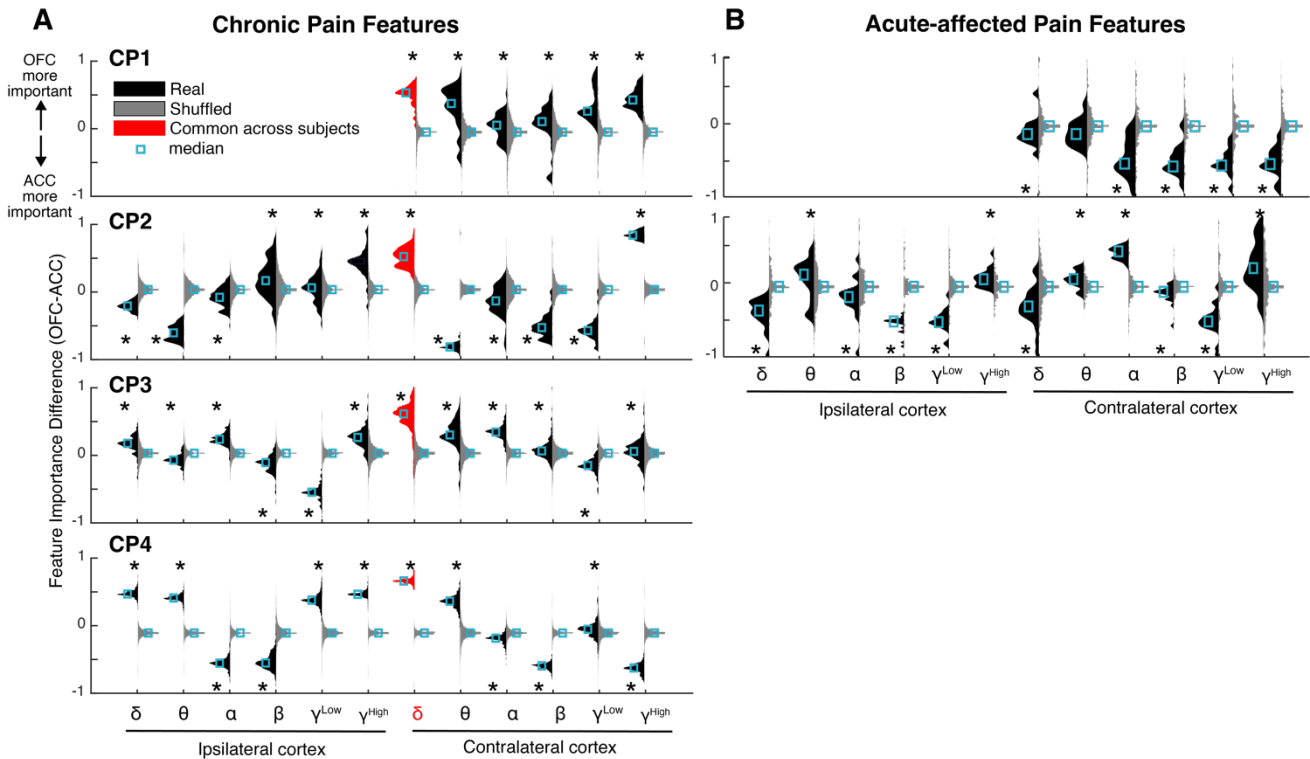 A Chronic Pain Features
B Acute-affected Pain Features
OFC
more
important
ACC
more
important
Feature Importance Difference (OFC-ACC)
CP1
Real
Shuffled
Common across subjects
median
1
0
-1
* * * * * *
CP2
1
0
-1
* * * * *
* * * * * *
CP3
1
0
-1
* * * * * * * * *
* * *
CP4
1
0
-1
* * * * * * *
* * * * *
δ θ α β γLow γHigh δ θ α β γLow γHigh
Ipsilateral cortex Contralateral cortex
1
0
-1
* * * * *
1
0
-1
* * * * *
* * * * * * *
δ θ α β γLow γHigh δ θ α β γLow γHigh
Ipsilateral cortex Contralateral cortex